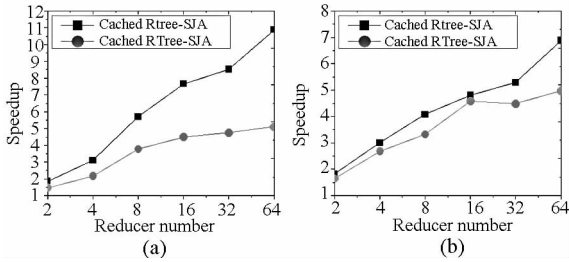 12
11
10
9
8
7
6
5
4
3
2
1
Speedup
Cached Rtree-SJA
Cached RTree-SJA
2 4 8 16 32 64
Reducer number
(a)
8
7
6
5
4
3
2
1
Speedup
Cached Rtree-SJA
Cached RTree-SJA
2 4 8 16 32 64
Reducer number
(b)